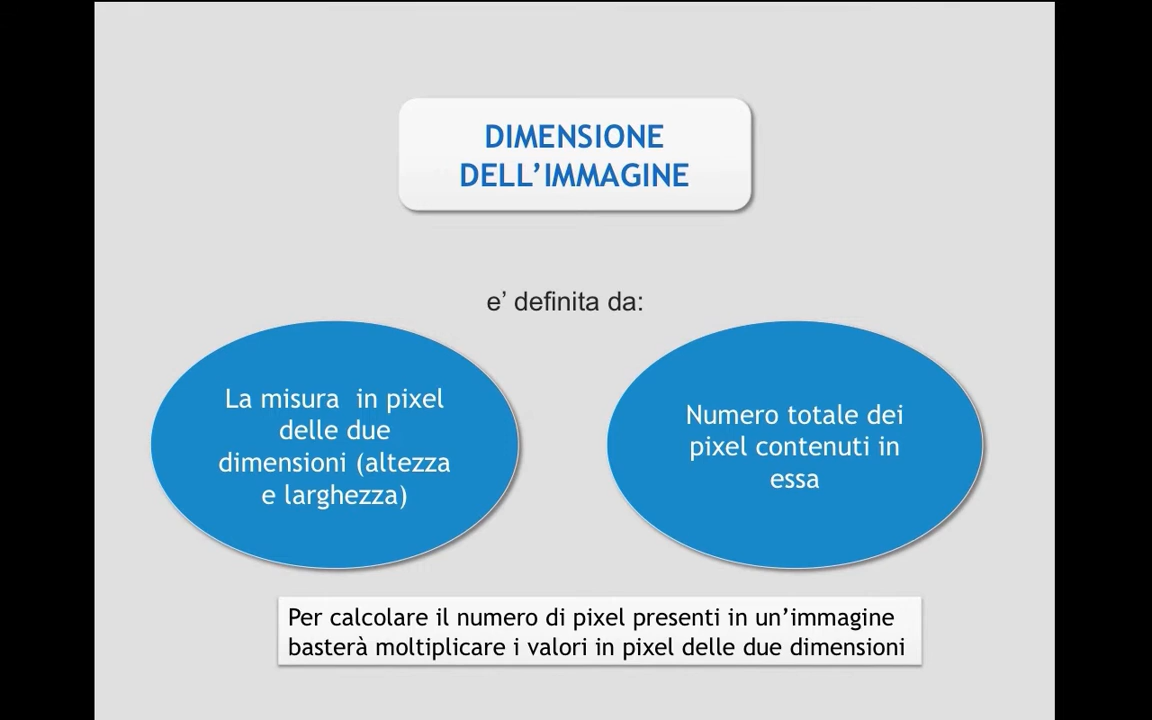 DIMENSIONE
DELL’IMMAGINE
e’ definita da:
La misura in pixel
delle due
dimensioni (altezza
e larghezza)
Numero totale dei
pixel contenuti in
essa
Per calcolare il numero di pixel presenti in un’immagine
basterà moltiplicare i valori in pixel delle due dimensioni